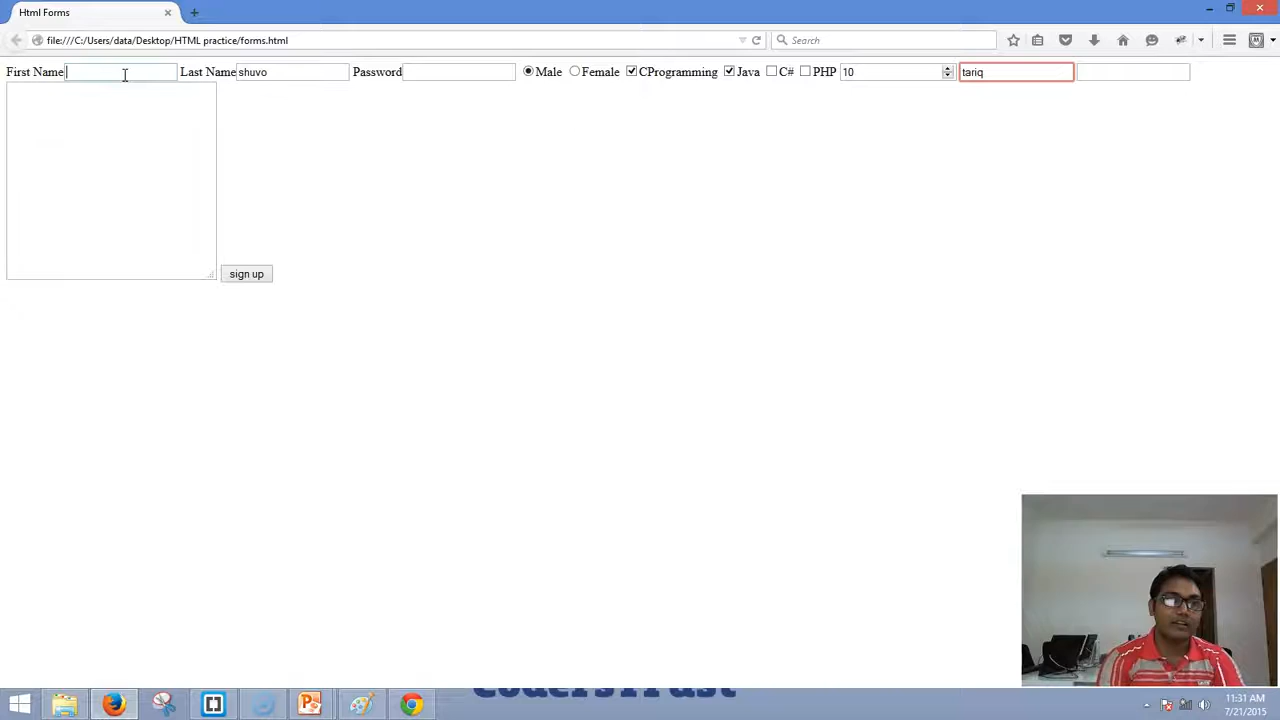 Html Forms
file:///C:/Users/data/Desktop/HTML practice/forms.html
Search
First Name Last Name shuvo Password Male Female CProgramming Java C# PHP 10 tariq
sign up
CodersTrust
11:31 AM
7/21/2015